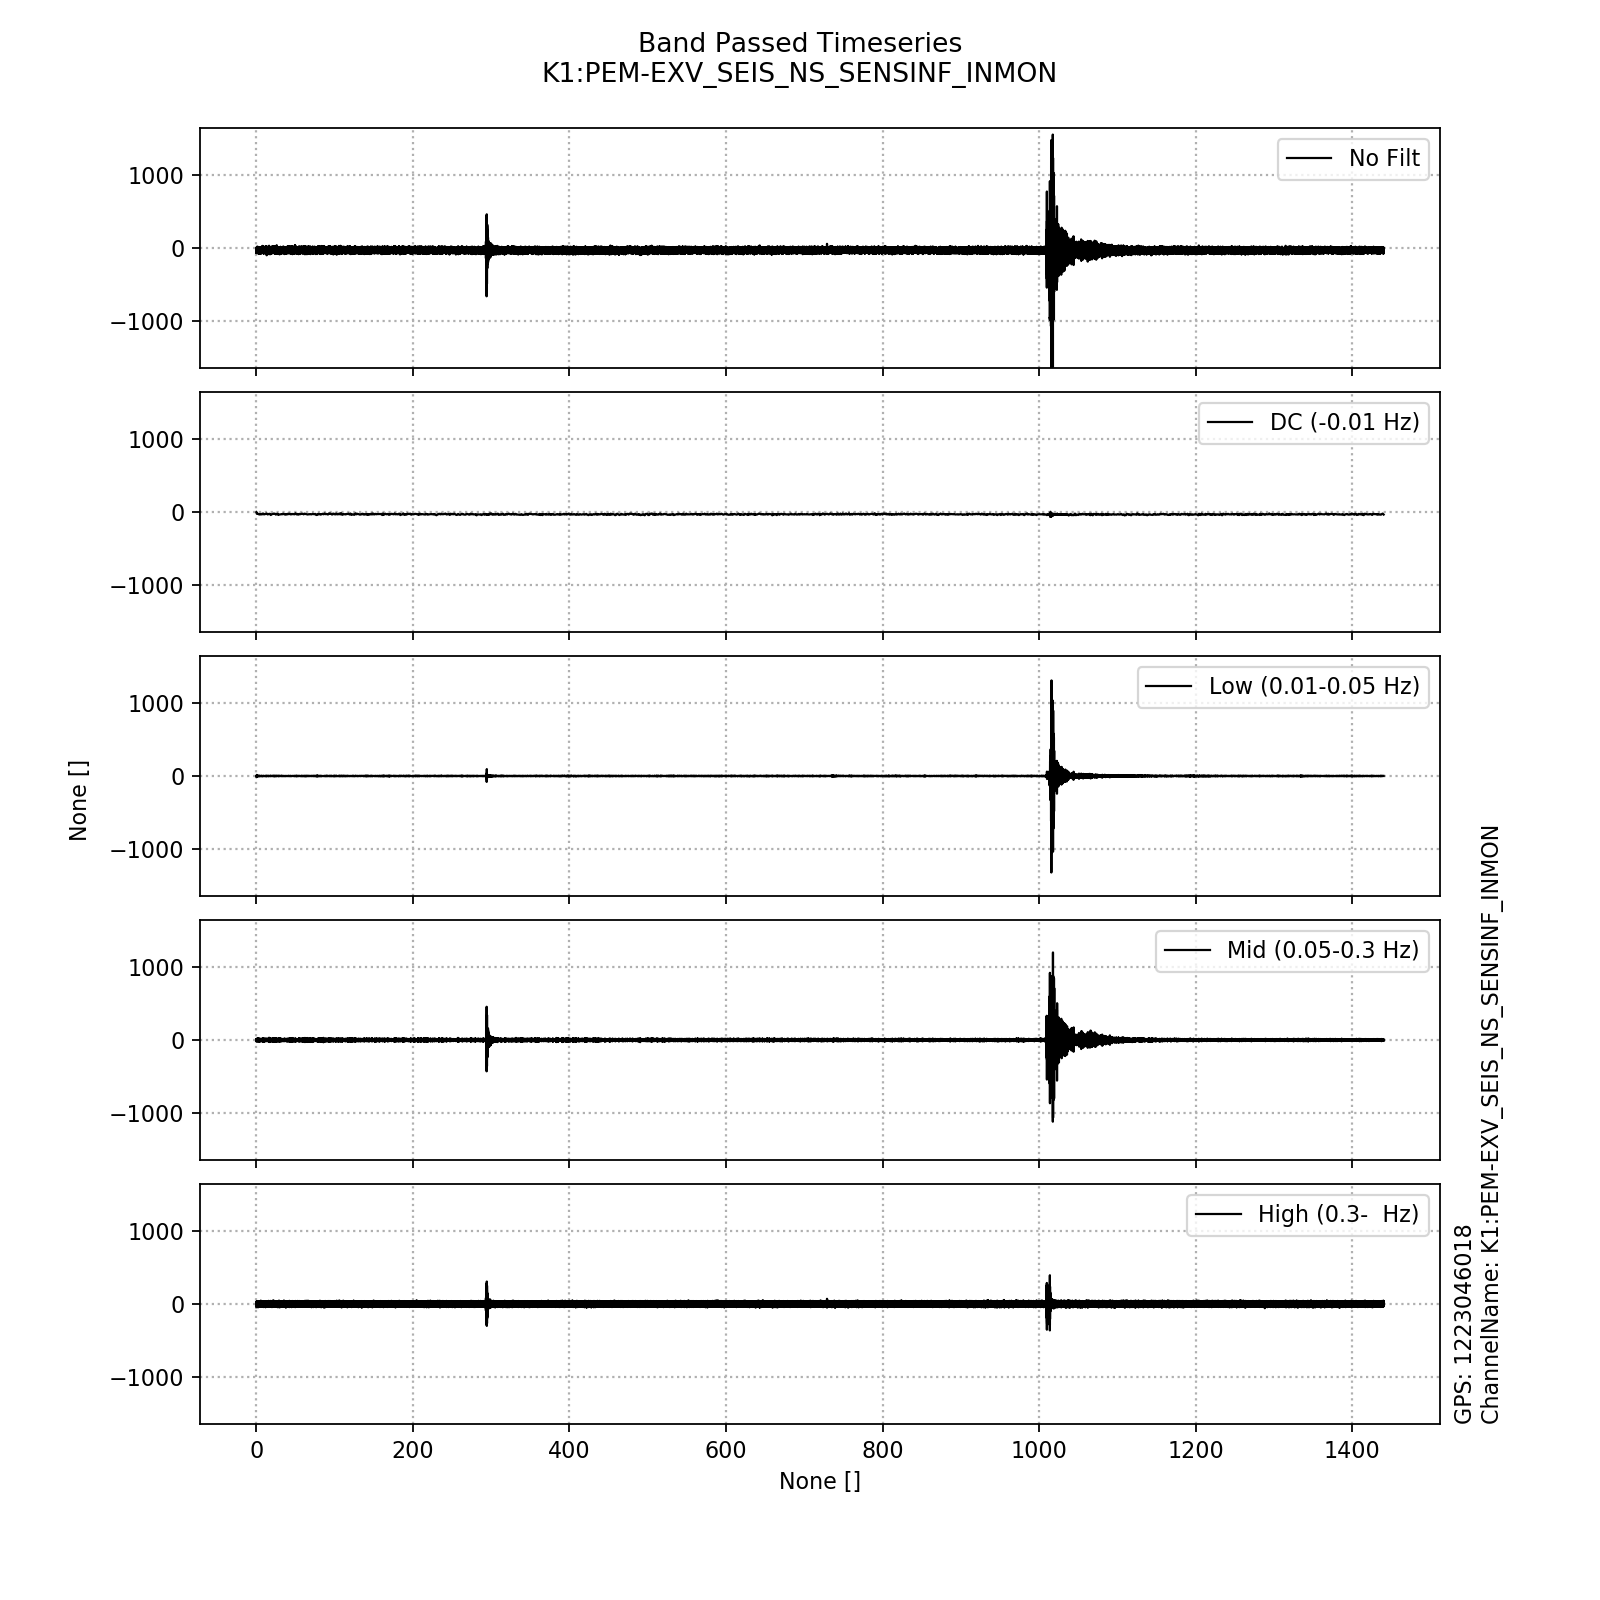 Band Passed Timeseries
K1:PEM-EXV_SEIS_NS_SENSINF_INMON
1000
0
−1000
No Filt
1000
0
−1000
DC (-0.01 Hz)
1000
0
−1000
Low (0.01-0.05 Hz)
1000
0
−1000
Mid (0.05-0.3 Hz)
1000
0
−1000
High (0.3-  Hz)
0 200 400 600 800 1000 1200 1400
None []
None []
GPS: 1223046018
ChannelName: K1:PEM-EXV_SEIS_NS_SENSINF_INMON